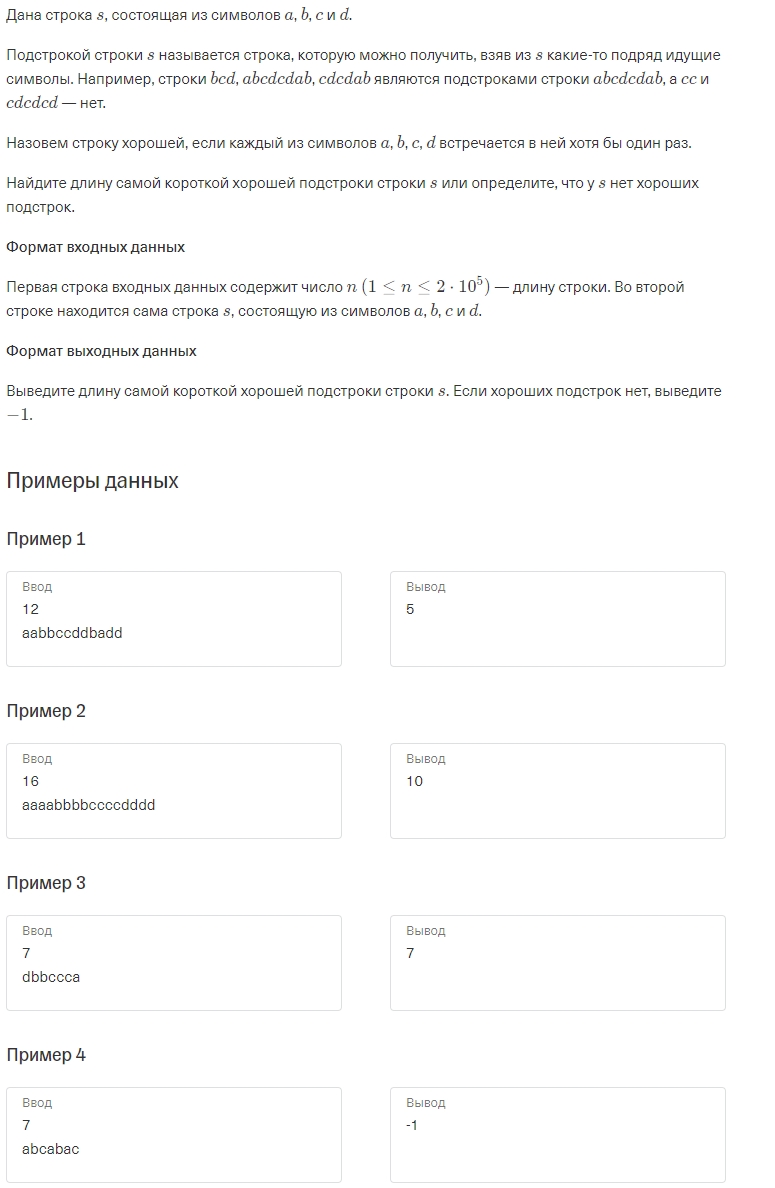 Дана строка s, состоящая из символов a, b, c и d.
Подстрокой строки s называется строка, которую можно получить, взяв из s какие-то подряд идущие
символы. Например, строки bcd, abcdcdab, cdcdab являются подстроками строки abcdcdab, а cc и
cdcdcd — нет.
Назовем строку хорошей, если каждый из символов a, b, c, d встречается в ней хотя бы один раз.
Найдите длину самой короткой хорошей подстроки строки s или определите, что у s нет хороших
подстрок.
Формат входных данных
Первая строка входных данных содержит число n (1 ≤ n ≤ 2 · 10⁵) — длину строки. Во второй
строке находится сама строка s, состоящую из символов a, b, c и d.
Формат выходных данных
Выведите длину самой короткой хорошей подстроки строки s. Если хороших подстрок нет, выведите
−1.
Примеры данных
Пример 1
Ввод
12
aabbccddbadd
Вывод
5
Пример 2
Ввод
16
aaaabbbbccccdddd
Вывод
10
Пример 3
Ввод
7
dbbccca
Вывод
7
Пример 4
Ввод
7
abcabac
Вывод
-1